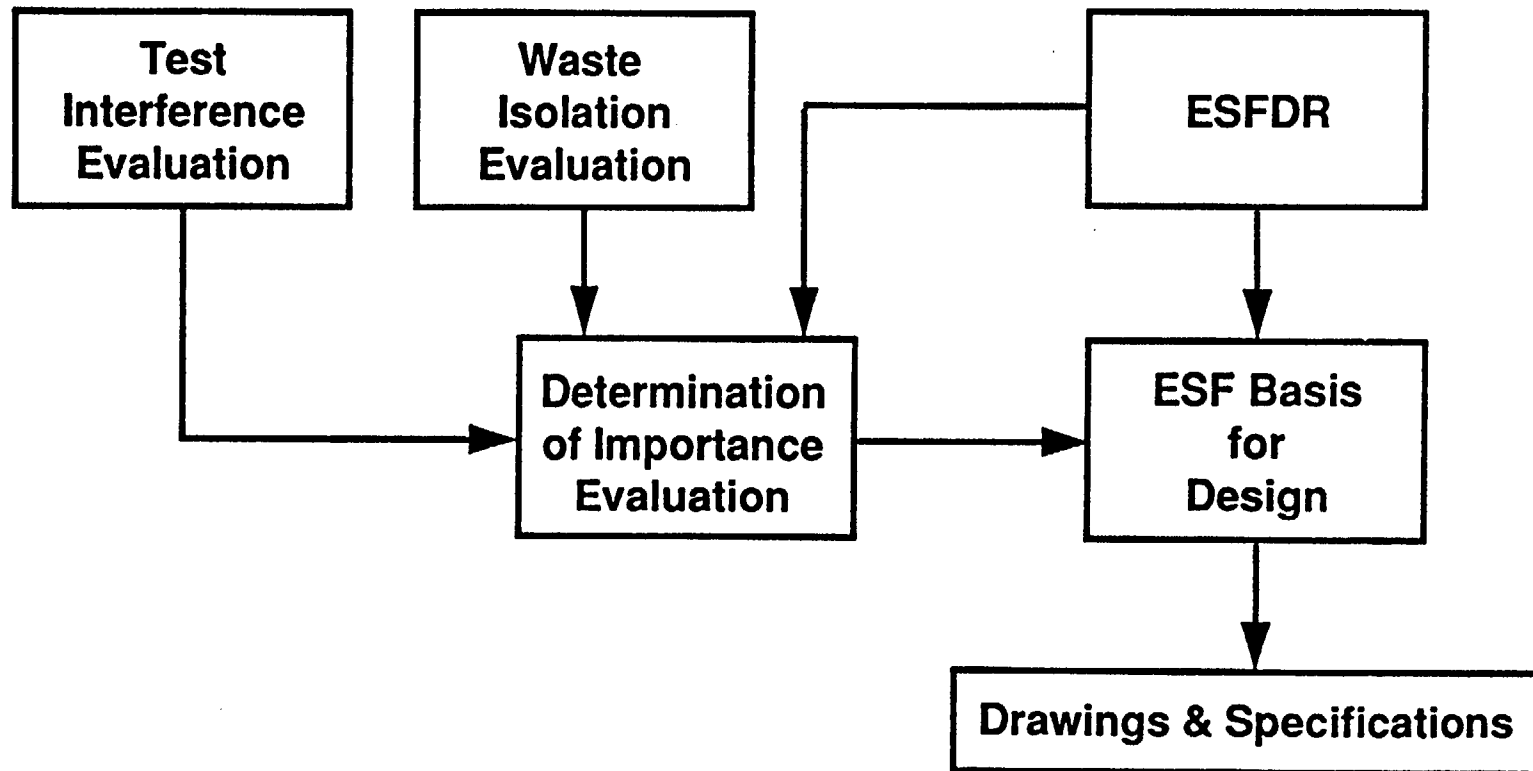 Test
Interference
Evaluation
Waste
Isolation
Evaluation
ESFDR
Determination
of Importance
Evaluation
ESF Basis
for
Design
Drawings & Specifications